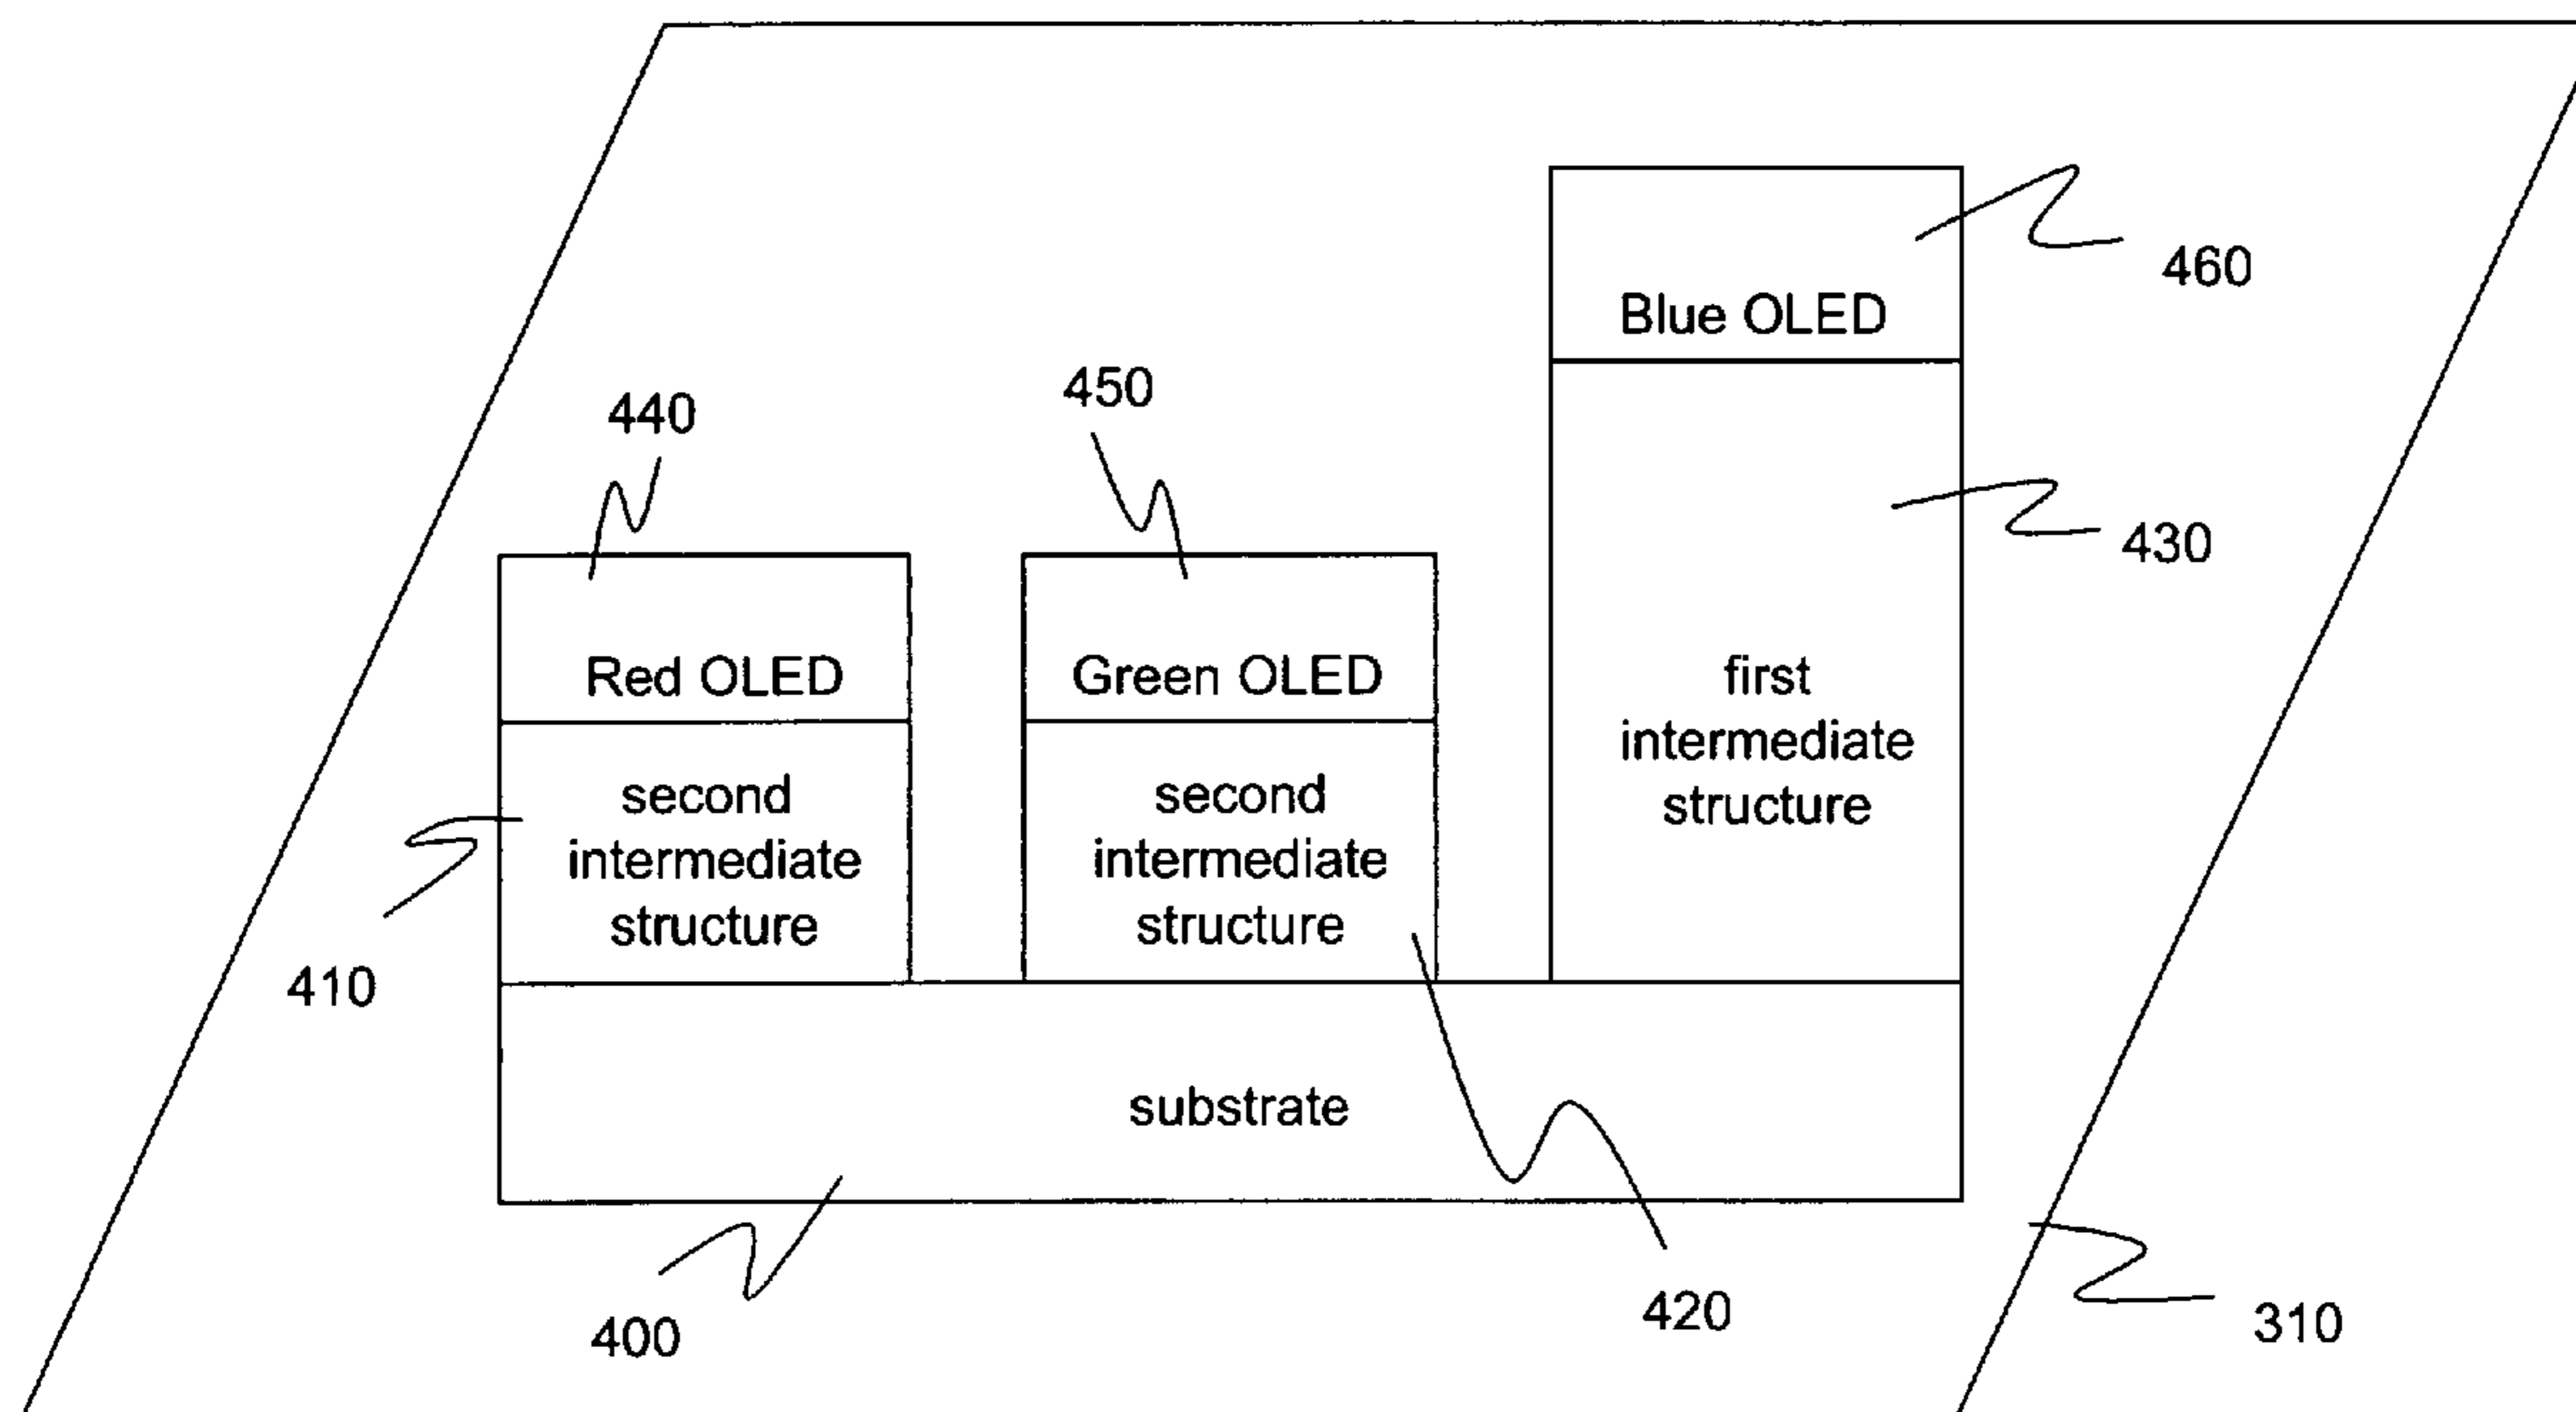 460
Blue OLED
450
440
430
Red OLED
Green OLED
first
intermediate
structure
second
intermediate
structure
second
intermediate
structure
410
substrate
420
310
400